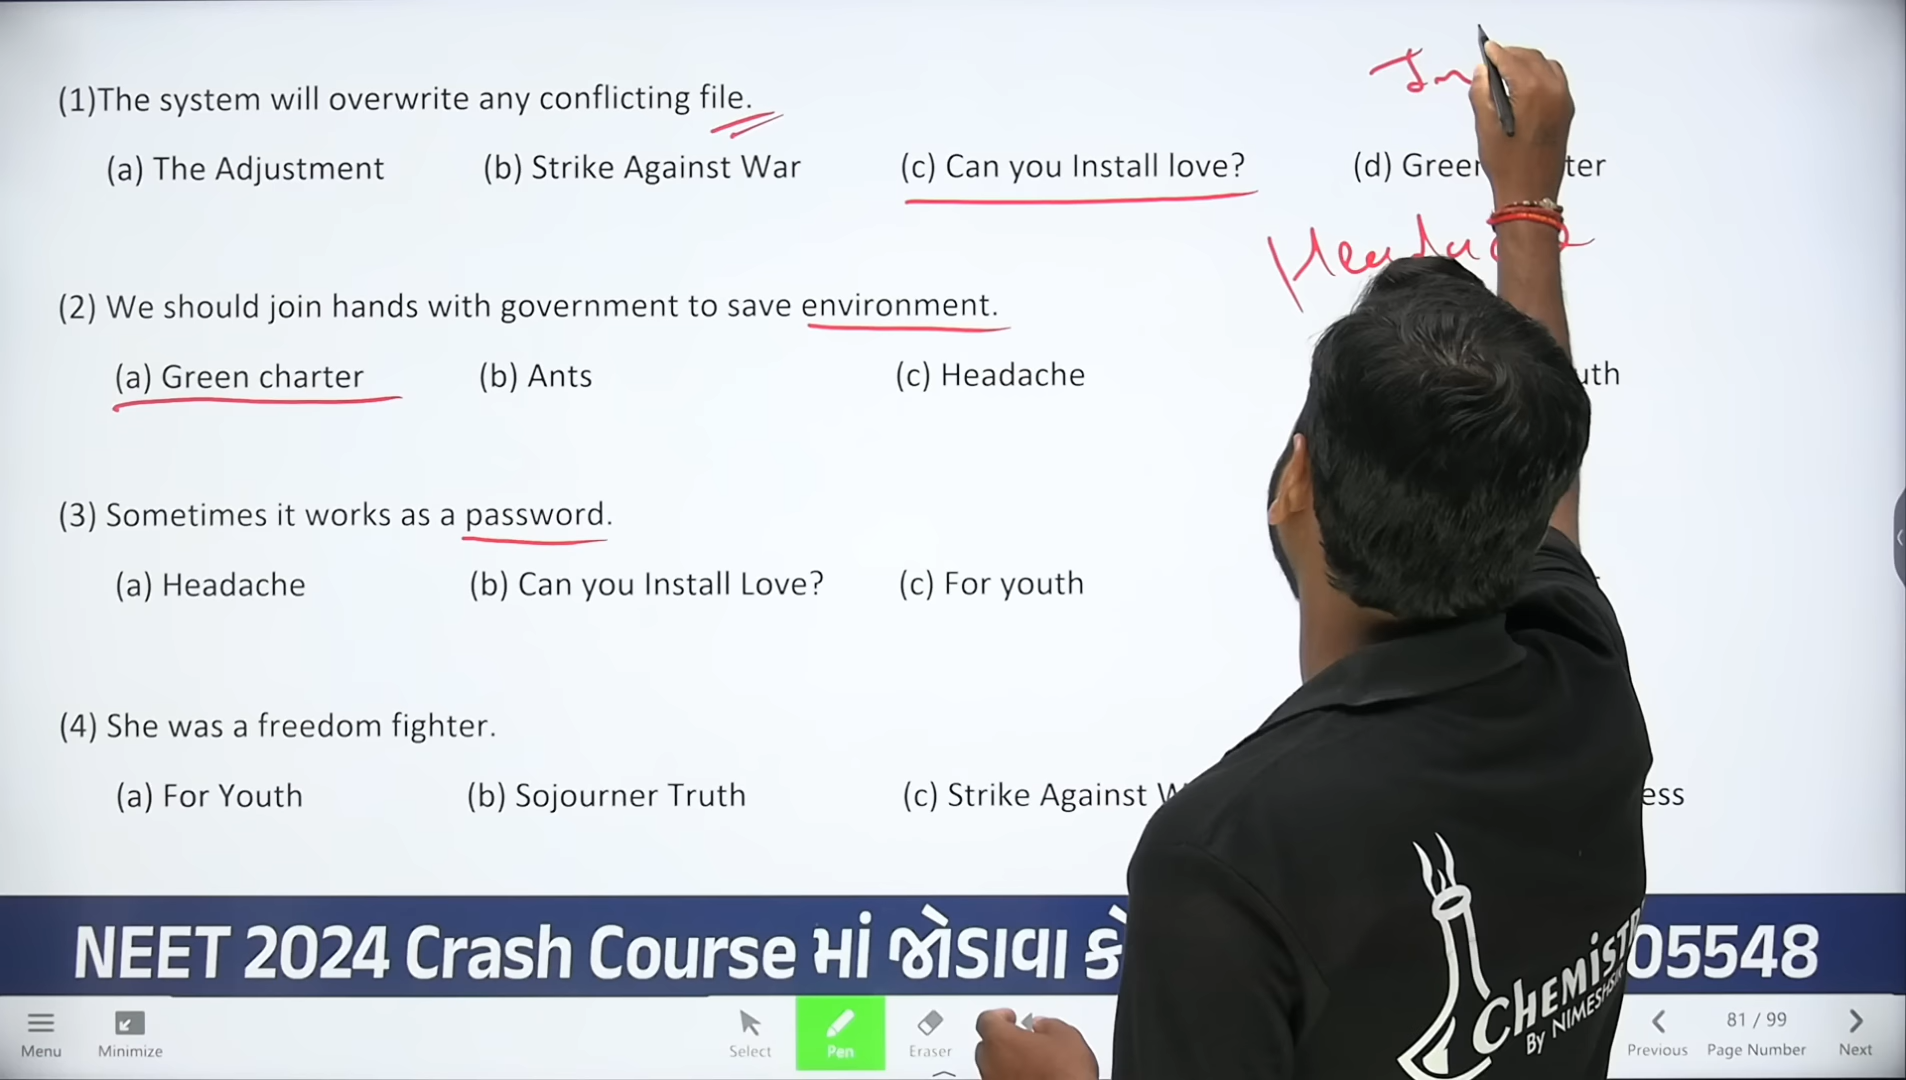 (1)The system will overwrite any conflicting file.
(a) The Adjustment (b) Strike Against War (c) Can you Install love? (d) Green ter
Headache
(2) We should join hands with government to save environment.
(a) Green charter (b) Ants (c) Headache uth
(3) Sometimes it works as a password.
(a) Headache (b) Can you Install Love? (c) For youth
(4) She was a freedom fighter.
(a) For Youth (b) Sojourner Truth (c) Strike Against W ess
NEET 2024 Crash Course માં જોડાવા 05548
CHEMIST
By NIMESHSIR
Menu Minimize Select Pen Eraser Previous 81 / 99 Page Number Next